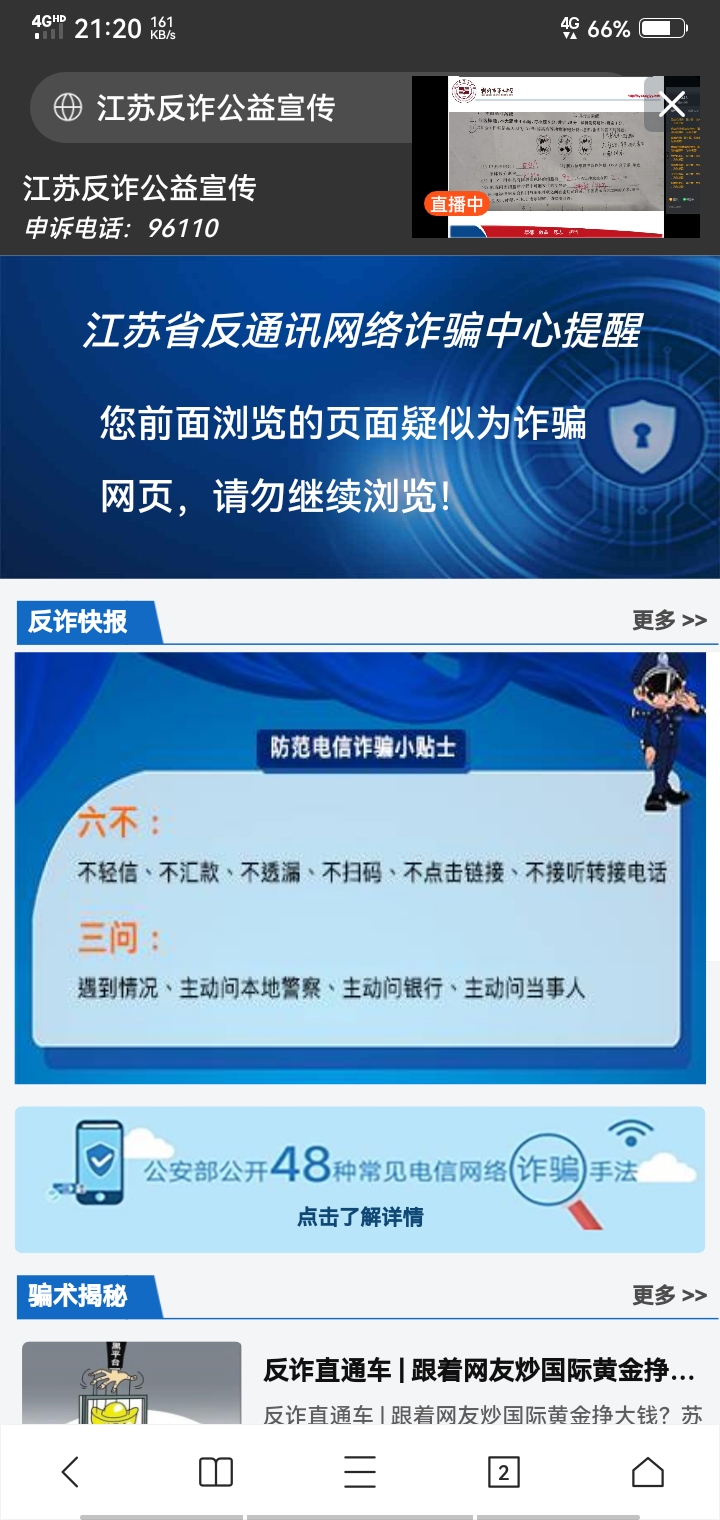 4GHD 21:20 161 KB/s 4G 66%
江苏反诈公益宣传
江苏反诈公益宣传
申诉电话：96110
直播中
江苏省反通讯网络诈骗中心提醒
您前面浏览的页面疑似为诈骗
网页，请勿继续浏览！
反诈快报 更多 >>
防范电信诈骗小贴士
六不：
不轻信、不汇款、不透漏、不扫码、不点击链接、不接听转接电话
三问：
遇到情况、主动问本地警察、主动问银行、主动问当事人
公安部公开48种常见电信网络诈骗手法
点击了解详情
骗术揭秘 更多 >>
黑平台
反诈直通车 | 跟着网友炒国际黄金挣...
反诈直通车 | 跟着网友炒国际黄金挣大钱？苏
2